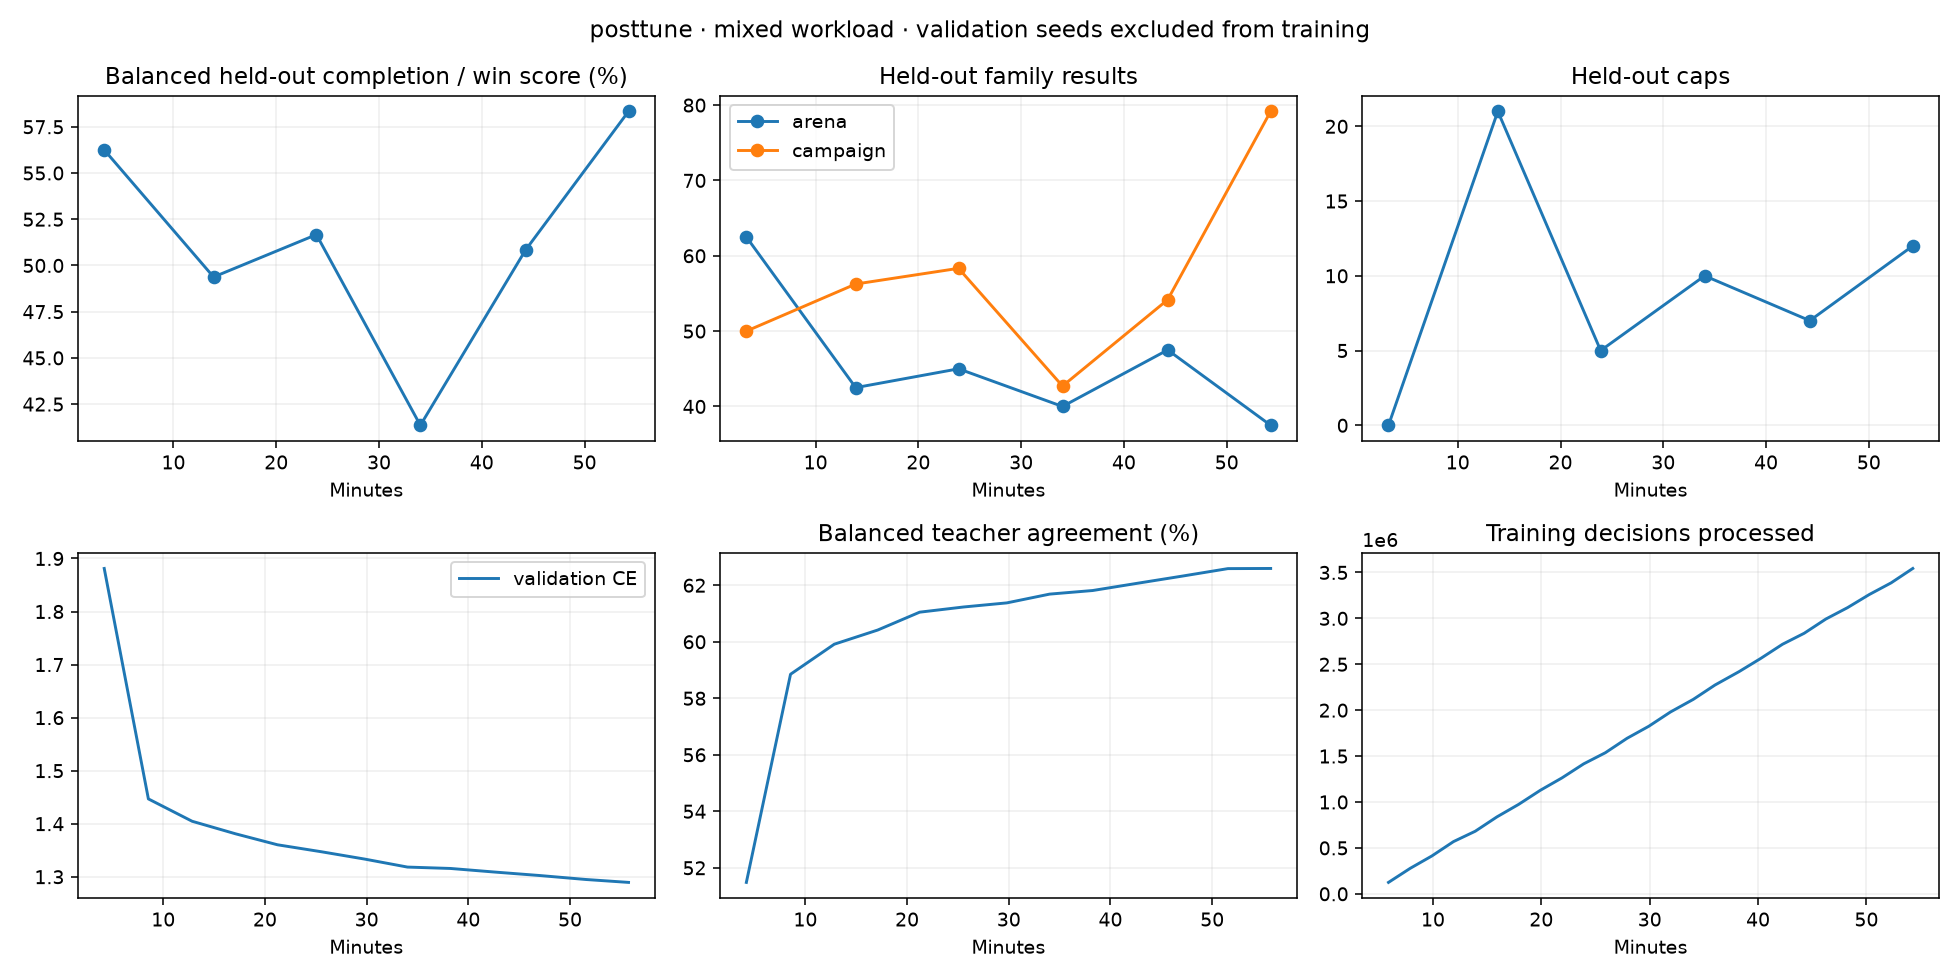 posttune · mixed workload · validation seeds excluded from training
Balanced held-out completion / win score (%)
57.5
55.0
52.5
50.0
47.5
45.0
42.5
10 20 30 40 50
Minutes
Held-out family results
arena
campaign
80
70
60
50
40
10 20 30 40 50
Minutes
Held-out caps
20
15
10
5
0
10 20 30 40 50
Minutes
validation CE
1.9
1.8
1.7
1.6
1.5
1.4
1.3
10 20 30 40 50
Minutes
Balanced teacher agreement (%)
62
60
58
56
54
52
10 20 30 40 50
Minutes
Training decisions processed
1e6
3.5
3.0
2.5
2.0
1.5
1.0
0.5
0.0
10 20 30 40 50
Minutes